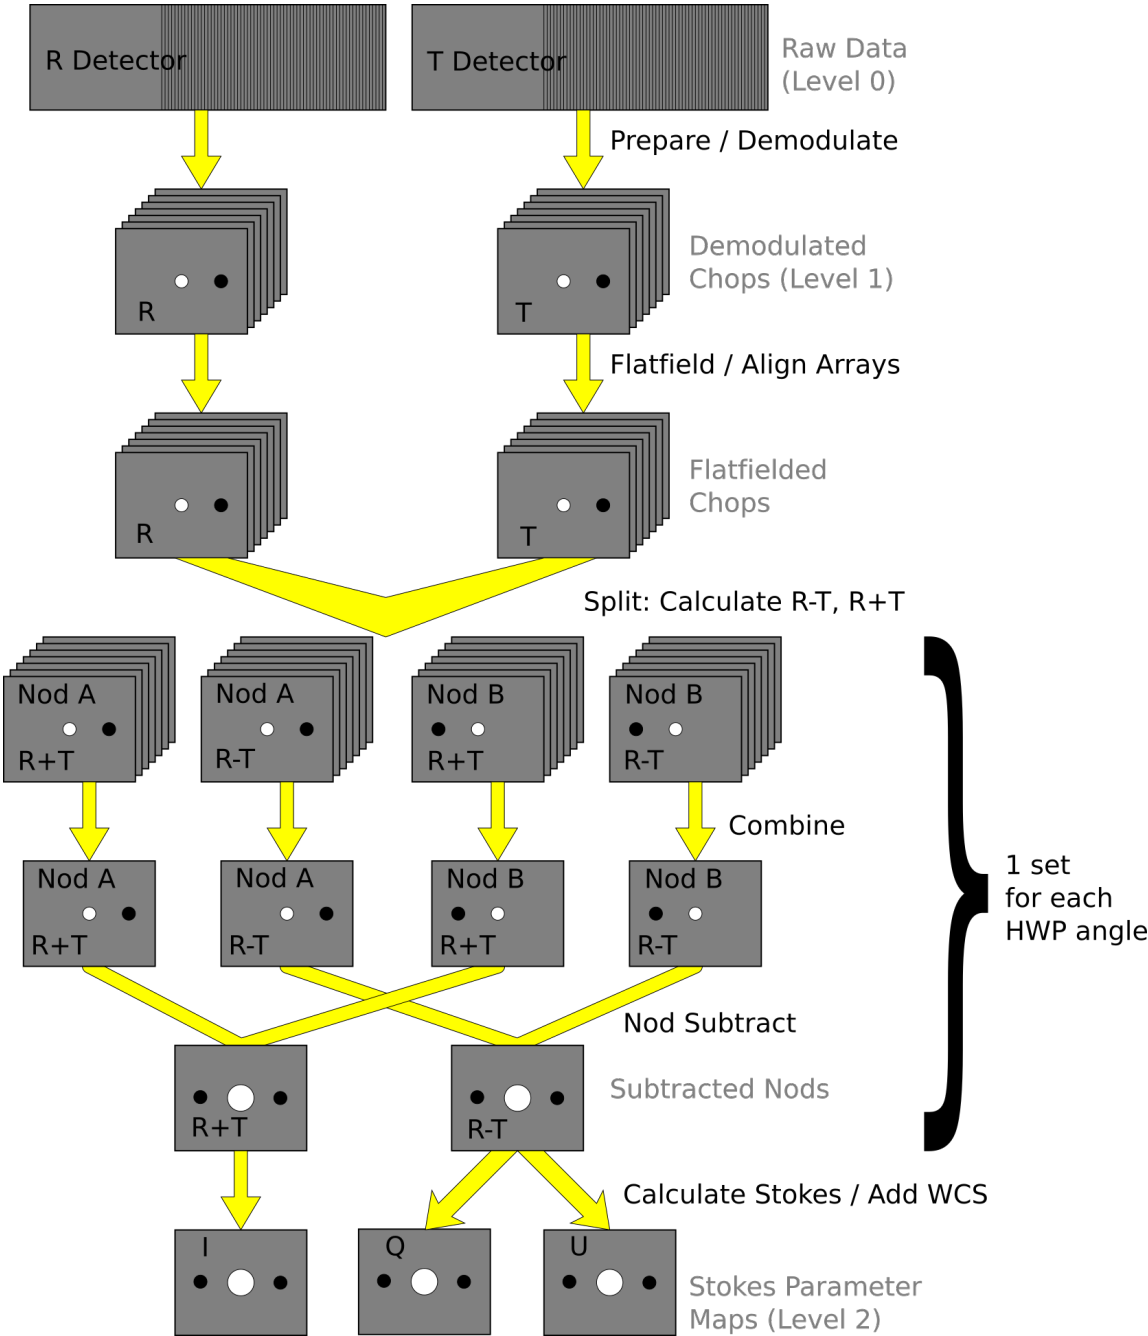 R Detector
T Detector
Raw Data
(Level 0)
Prepare / Demodulate
R
T
Demodulated
Chops (Level 1)
Flatfield / Align Arrays
R
T
Flatfielded
Chops
Split: Calculate R-T, R+T
Nod A
R+T
Nod A
R-T
Nod B
R+T
Nod B
R-T
Combine
1 set
for each
HWP angle
Nod A
R+T
Nod A
R-T
Nod B
R+T
Nod B
R-T
Nod Subtract
R+T
R-T
Subtracted Nods
Calculate Stokes / Add WCS
I
Q
U
Stokes Parameter
Maps (Level 2)